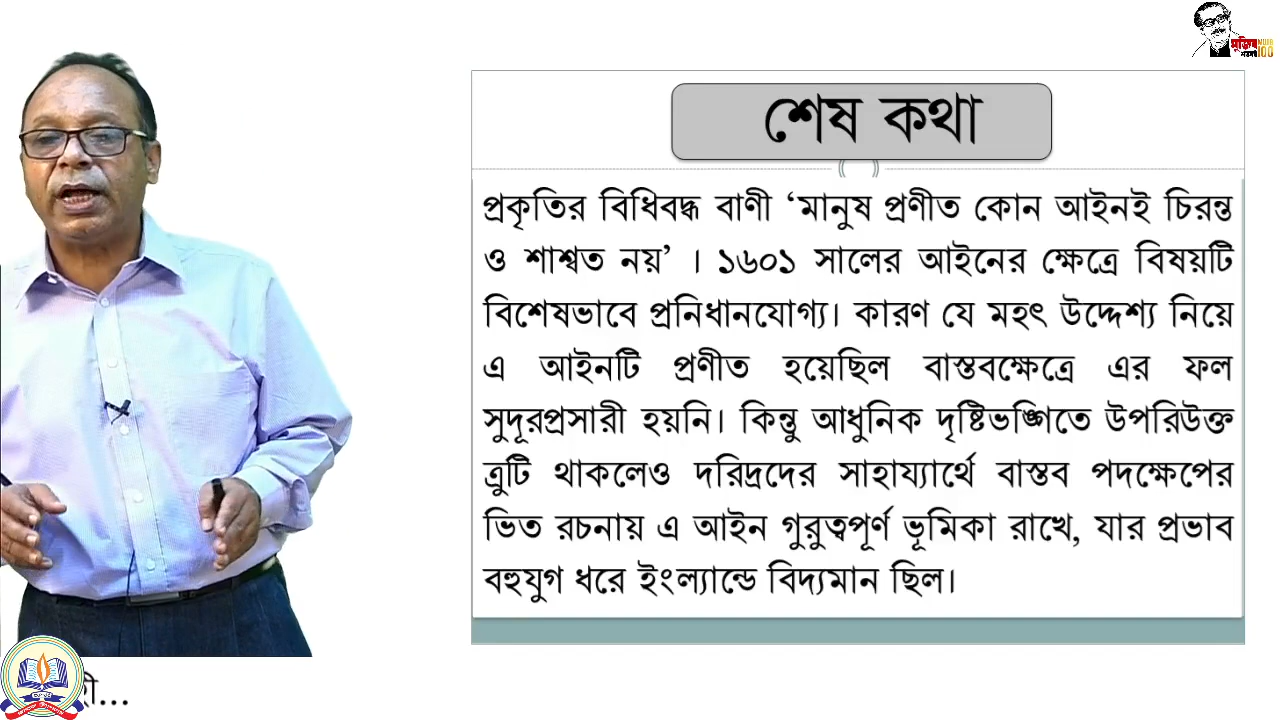 শেষ কথা
প্রকৃতির বিধিবদ্ধ বাণী ‘মানুষ প্রণীত কোন আইনই চিরন্ত
ও শাশ্বত নয়’ । ১৬০১ সালের আইনের ক্ষেত্রে বিষয়টি
বিশেষভাবে প্রনিধানযোগ্য। কারণ যে মহৎ উদ্দেশ্য নিয়ে
এ আইনটি প্রণীত হয়েছিল বাস্তবক্ষেত্রে এর ফল
সুদূরপ্রসারী হয়নি। কিন্তু আধুনিক দৃষ্টিভঙ্গিতে উপরিউক্ত
ত্রুটি থাকলেও দরিদ্রদের সাহায্যার্থে বাস্তব পদক্ষেপের
ভিত রচনায় এ আইন গুরুত্বপূর্ণ ভূমিকা রাখে, যার প্রভাব
বহুযুগ ধরে ইংল্যান্ডে বিদ্যমান ছিল।